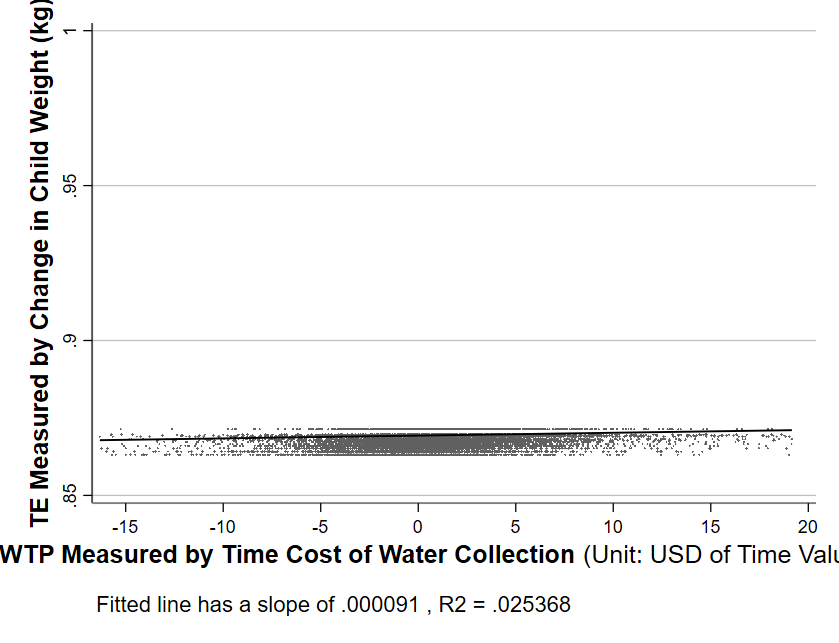 TE Measured by Change in Child Weight (kg)
1
.95
.9
.85
-15 -10 -5 0 5 10 15 20
WTP Measured by Time Cost of Water Collection (Unit: USD of Time Valu
Fitted line has a slope of .000091 , R2 = .025368